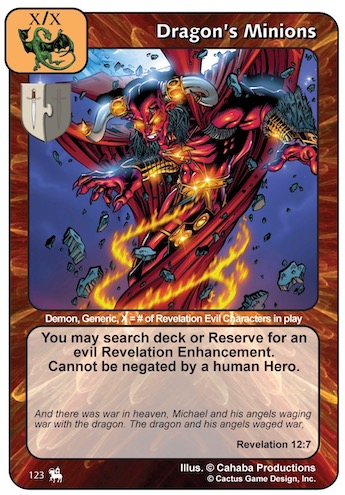 X/X
Dragon's Minions
Demon, Generic, X = # of Revelation Evil Characters in play
You may search deck or Reserve for an
evil Revelation Enhancement.
Cannot be negated by a human Hero.
And there was war in heaven, Michael and his angels waging
war with the dragon. The dragon and his angels waged war,
Revelation 12:7
123
Illus. © Cahaba Productions
© Cactus Game Design, Inc.